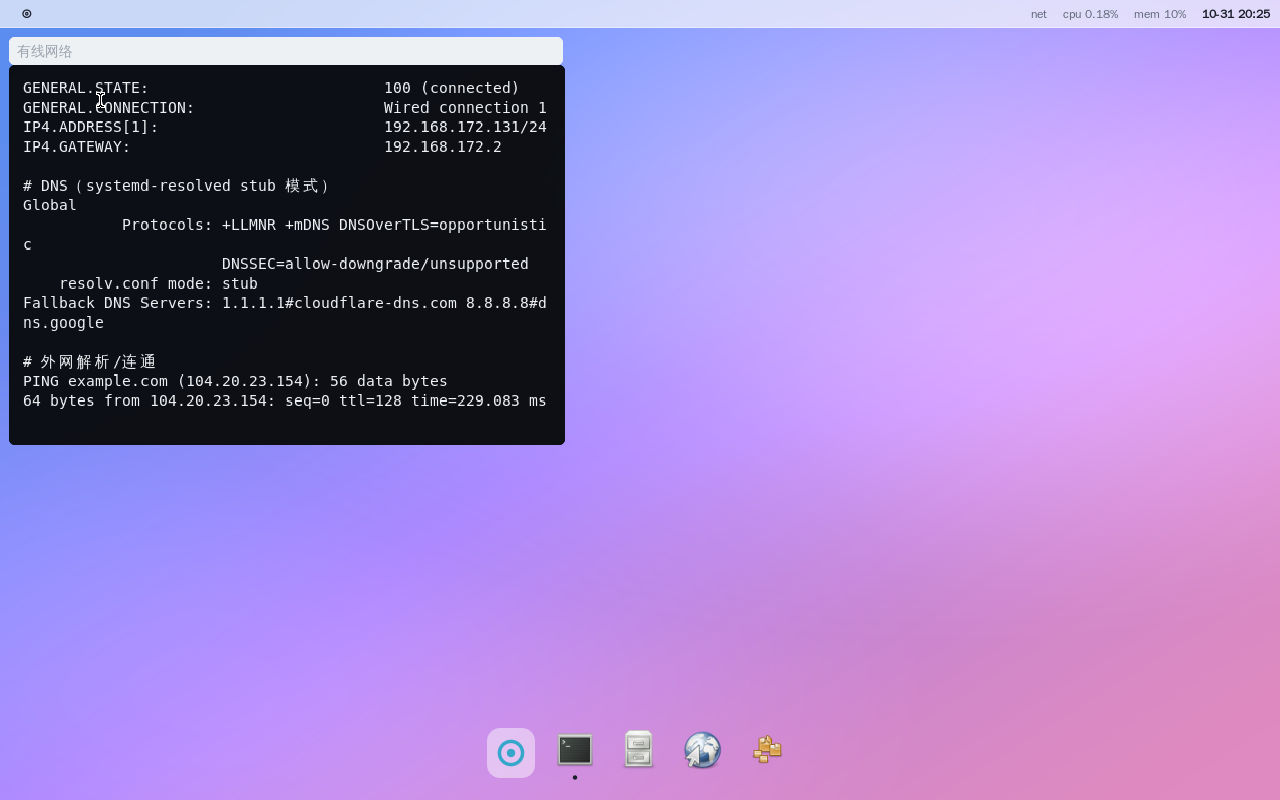 net cpu 0.18% mem 10% 10-31 20:25
有线网络
GENERAL.STATE: 100 (connected)
GENERAL.CONNECTION: Wired connection 1
IP4.ADDRESS[1]: 192.168.172.131/24
IP4.GATEWAY: 192.168.172.2
# DNS（systemd-resolved stub 模式）
Global
Protocols: +LLMNR +mDNS DNSOverTLS=opportunisti
c
DNSSEC=allow-downgrade/unsupported
resolv.conf mode: stub
Fallback DNS Servers: 1.1.1.1#cloudflare-dns.com 8.8.8.8#d
ns.google
# 外网解析/连通
PING example.com (104.20.23.154): 56 data bytes
64 bytes from 104.20.23.154: seq=0 ttl=128 time=229.083 ms